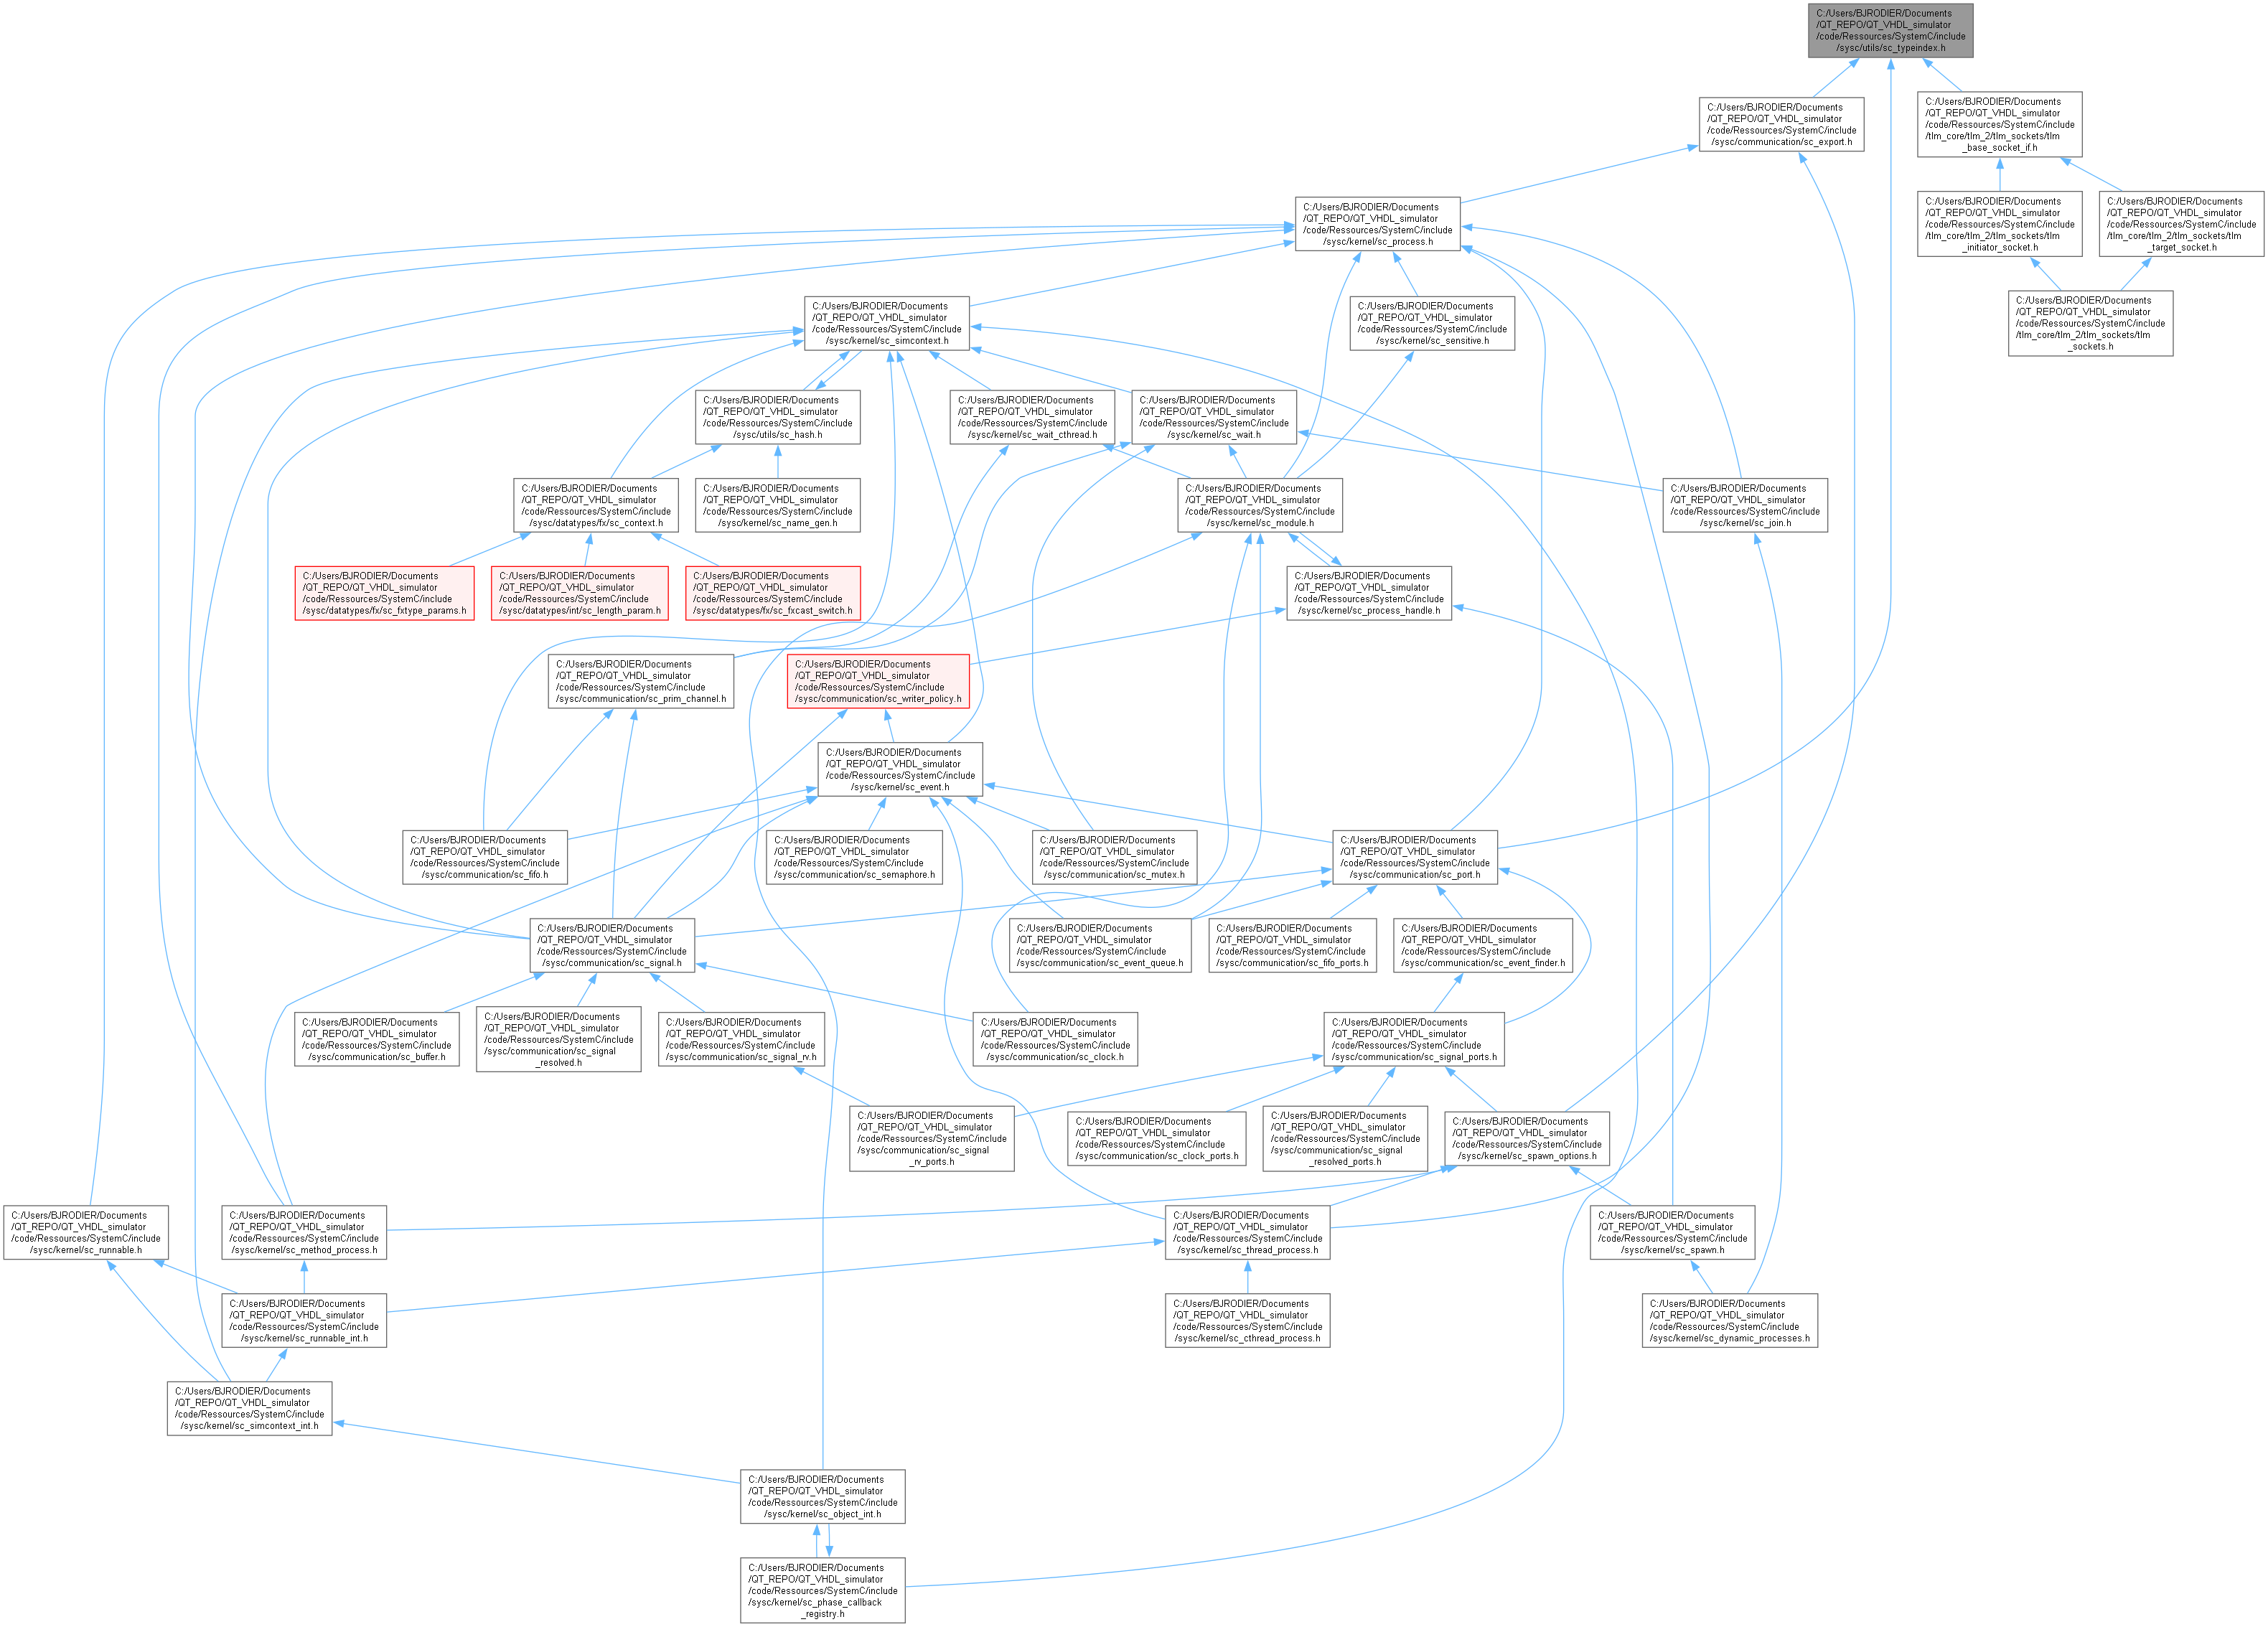 C:/Users/BJRODIER/Documents
/QT_REPO/QT_VHDL_simulator
/code/Ressources/SystemC/include
/sysc/utils/sc_typeindex.h
C:/Users/BJRODIER/Documents
/QT_REPO/QT_VHDL_simulator
/code/Ressources/SystemC/include
/sysc/communication/sc_export.h
C:/Users/BJRODIER/Documents
/QT_REPO/QT_VHDL_simulator
/code/Ressources/SystemC/include
/tlm_core/tlm_2/tlm_sockets/tlm
_base_socket_if.h
C:/Users/BJRODIER/Documents
/QT_REPO/QT_VHDL_simulator
/code/Ressources/SystemC/include
/sysc/kernel/sc_process.h
C:/Users/BJRODIER/Documents
/QT_REPO/QT_VHDL_simulator
/code/Ressources/SystemC/include
/tlm_core/tlm_2/tlm_sockets/tlm
_initiator_socket.h
C:/Users/BJRODIER/Documents
/QT_REPO/QT_VHDL_simulator
/code/Ressources/SystemC/include
/tlm_core/tlm_2/tlm_sockets/tlm
_target_socket.h
C:/Users/BJRODIER/Documents
/QT_REPO/QT_VHDL_simulator
/code/Ressources/SystemC/include
/sysc/kernel/sc_simcontext.h
C:/Users/BJRODIER/Documents
/QT_REPO/QT_VHDL_simulator
/code/Ressources/SystemC/include
/sysc/kernel/sc_sensitive.h
C:/Users/BJRODIER/Documents
/QT_REPO/QT_VHDL_simulator
/code/Ressources/SystemC/include
/tlm_core/tlm_2/tlm_sockets/tlm
_sockets.h
C:/Users/BJRODIER/Documents
/QT_REPO/QT_VHDL_simulator
/code/Ressources/SystemC/include
/sysc/utils/sc_hash.h
C:/Users/BJRODIER/Documents
/QT_REPO/QT_VHDL_simulator
/code/Ressources/SystemC/include
/sysc/kernel/sc_wait_cthread.h
C:/Users/BJRODIER/Documents
/QT_REPO/QT_VHDL_simulator
/code/Ressources/SystemC/include
/sysc/kernel/sc_wait.h
C:/Users/BJRODIER/Documents
/QT_REPO/QT_VHDL_simulator
/code/Ressources/SystemC/include
/sysc/datatypes/fx/sc_context.h
C:/Users/BJRODIER/Documents
/QT_REPO/QT_VHDL_simulator
/code/Ressources/SystemC/include
/sysc/kernel/sc_name_gen.h
C:/Users/BJRODIER/Documents
/QT_REPO/QT_VHDL_simulator
/code/Ressources/SystemC/include
/sysc/kernel/sc_module.h
C:/Users/BJRODIER/Documents
/QT_REPO/QT_VHDL_simulator
/code/Ressources/SystemC/include
/sysc/kernel/sc_join.h
C:/Users/BJRODIER/Documents
/QT_REPO/QT_VHDL_simulator
/code/Ressources/SystemC/include
/sysc/datatypes/fx/sc_fxtype_params.h
C:/Users/BJRODIER/Documents
/QT_REPO/QT_VHDL_simulator
/code/Ressources/SystemC/include
/sysc/datatypes/int/sc_length_param.h
C:/Users/BJRODIER/Documents
/QT_REPO/QT_VHDL_simulator
/code/Ressources/SystemC/include
/sysc/datatypes/fx/sc_fxcast_switch.h
C:/Users/BJRODIER/Documents
/QT_REPO/QT_VHDL_simulator
/code/Ressources/SystemC/include
/sysc/kernel/sc_process_handle.h
C:/Users/BJRODIER/Documents
/QT_REPO/QT_VHDL_simulator
/code/Ressources/SystemC/include
/sysc/communication/sc_prim_channel.h
C:/Users/BJRODIER/Documents
/QT_REPO/QT_VHDL_simulator
/code/Ressources/SystemC/include
/sysc/communication/sc_writer_policy.h
C:/Users/BJRODIER/Documents
/QT_REPO/QT_VHDL_simulator
/code/Ressources/SystemC/include
/sysc/kernel/sc_event.h
C:/Users/BJRODIER/Documents
/QT_REPO/QT_VHDL_simulator
/code/Ressources/SystemC/include
/sysc/communication/sc_fifo.h
C:/Users/BJRODIER/Documents
/QT_REPO/QT_VHDL_simulator
/code/Ressources/SystemC/include
/sysc/communication/sc_semaphore.h
C:/Users/BJRODIER/Documents
/QT_REPO/QT_VHDL_simulator
/code/Ressources/SystemC/include
/sysc/communication/sc_mutex.h
C:/Users/BJRODIER/Documents
/QT_REPO/QT_VHDL_simulator
/code/Ressources/SystemC/include
/sysc/communication/sc_port.h
C:/Users/BJRODIER/Documents
/QT_REPO/QT_VHDL_simulator
/code/Ressources/SystemC/include
/sysc/communication/sc_signal.h
C:/Users/BJRODIER/Documents
/QT_REPO/QT_VHDL_simulator
/code/Ressources/SystemC/include
/sysc/communication/sc_event_queue.h
C:/Users/BJRODIER/Documents
/QT_REPO/QT_VHDL_simulator
/code/Ressources/SystemC/include
/sysc/communication/sc_fifo_ports.h
C:/Users/BJRODIER/Documents
/QT_REPO/QT_VHDL_simulator
/code/Ressources/SystemC/include
/sysc/communication/sc_event_finder.h
C:/Users/BJRODIER/Documents
/QT_REPO/QT_VHDL_simulator
/code/Ressources/SystemC/include
/sysc/communication/sc_buffer.h
C:/Users/BJRODIER/Documents
/QT_REPO/QT_VHDL_simulator
/code/Ressources/SystemC/include
/sysc/communication/sc_signal
_resolved.h
C:/Users/BJRODIER/Documents
/QT_REPO/QT_VHDL_simulator
/code/Ressources/SystemC/include
/sysc/communication/sc_signal_rv.h
C:/Users/BJRODIER/Documents
/QT_REPO/QT_VHDL_simulator
/code/Ressources/SystemC/include
/sysc/communication/sc_clock.h
C:/Users/BJRODIER/Documents
/QT_REPO/QT_VHDL_simulator
/code/Ressources/SystemC/include
/sysc/communication/sc_signal_ports.h
C:/Users/BJRODIER/Documents
/QT_REPO/QT_VHDL_simulator
/code/Ressources/SystemC/include
/sysc/communication/sc_signal
_rv_ports.h
C:/Users/BJRODIER/Documents
/QT_REPO/QT_VHDL_simulator
/code/Ressources/SystemC/include
/sysc/communication/sc_clock_ports.h
C:/Users/BJRODIER/Documents
/QT_REPO/QT_VHDL_simulator
/code/Ressources/SystemC/include
/sysc/communication/sc_signal
_resolved_ports.h
C:/Users/BJRODIER/Documents
/QT_REPO/QT_VHDL_simulator
/code/Ressources/SystemC/include
/sysc/kernel/sc_spawn_options.h
C:/Users/BJRODIER/Documents
/QT_REPO/QT_VHDL_simulator
/code/Ressources/SystemC/include
/sysc/kernel/sc_runnable.h
C:/Users/BJRODIER/Documents
/QT_REPO/QT_VHDL_simulator
/code/Ressources/SystemC/include
/sysc/kernel/sc_method_process.h
C:/Users/BJRODIER/Documents
/QT_REPO/QT_VHDL_simulator
/code/Ressources/SystemC/include
/sysc/kernel/sc_thread_process.h
C:/Users/BJRODIER/Documents
/QT_REPO/QT_VHDL_simulator
/code/Ressources/SystemC/include
/sysc/kernel/sc_spawn.h
C:/Users/BJRODIER/Documents
/QT_REPO/QT_VHDL_simulator
/code/Ressources/SystemC/include
/sysc/kernel/sc_runnable_int.h
C:/Users/BJRODIER/Documents
/QT_REPO/QT_VHDL_simulator
/code/Ressources/SystemC/include
/sysc/kernel/sc_cthread_process.h
C:/Users/BJRODIER/Documents
/QT_REPO/QT_VHDL_simulator
/code/Ressources/SystemC/include
/sysc/kernel/sc_dynamic_processes.h
C:/Users/BJRODIER/Documents
/QT_REPO/QT_VHDL_simulator
/code/Ressources/SystemC/include
/sysc/kernel/sc_simcontext_int.h
C:/Users/BJRODIER/Documents
/QT_REPO/QT_VHDL_simulator
/code/Ressources/SystemC/include
/sysc/kernel/sc_object_int.h
C:/Users/BJRODIER/Documents
/QT_REPO/QT_VHDL_simulator
/code/Ressources/SystemC/include
/sysc/kernel/sc_phase_callback
_registry.h